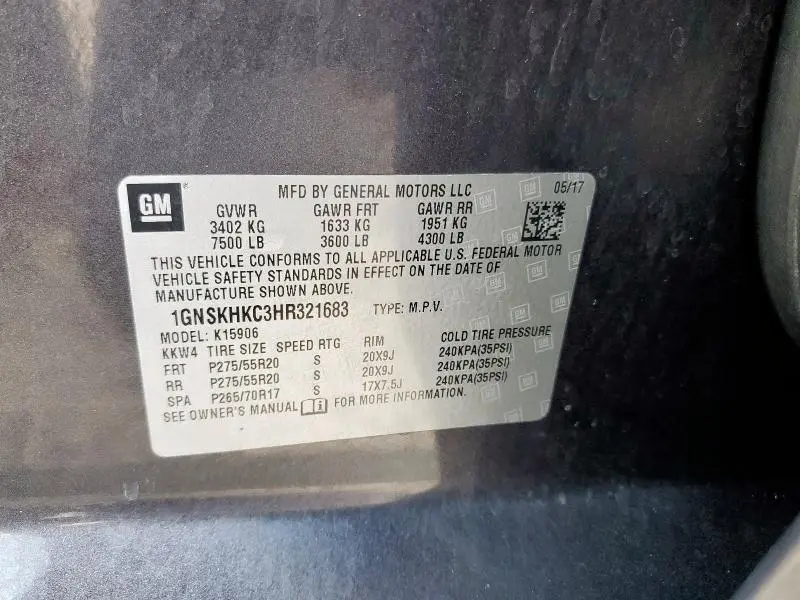 GM
MFD BY GENERAL MOTORS LLC 05/17
GVWR GAWR FRT GAWR RR
3402 KG 1633 KG 1951 KG
7500 LB 3600 LB 4300 LB
THIS VEHICLE CONFORMS TO ALL APPLICABLE U.S. FEDERAL MOTOR
VEHICLE SAFETY STANDARDS IN EFFECT ON THE DATE OF
MANUFACTURE SHOWN ABOVE.
1GNSKHKC3HR321683 TYPE: M.P.V.
MODEL: K15906
KKW4 TIRE SIZE SPEED RTG RIM COLD TIRE PRESSURE
FRT P275/55R20 S 20X9J 240KPA(35PSI)
RR P275/55R20 S 20X9J 240KPA(35PSI)
SPA P265/70R17 S 17X7.5J 240KPA(35PSI)
SEE OWNER'S MANUAL i FOR MORE INFORMATION.